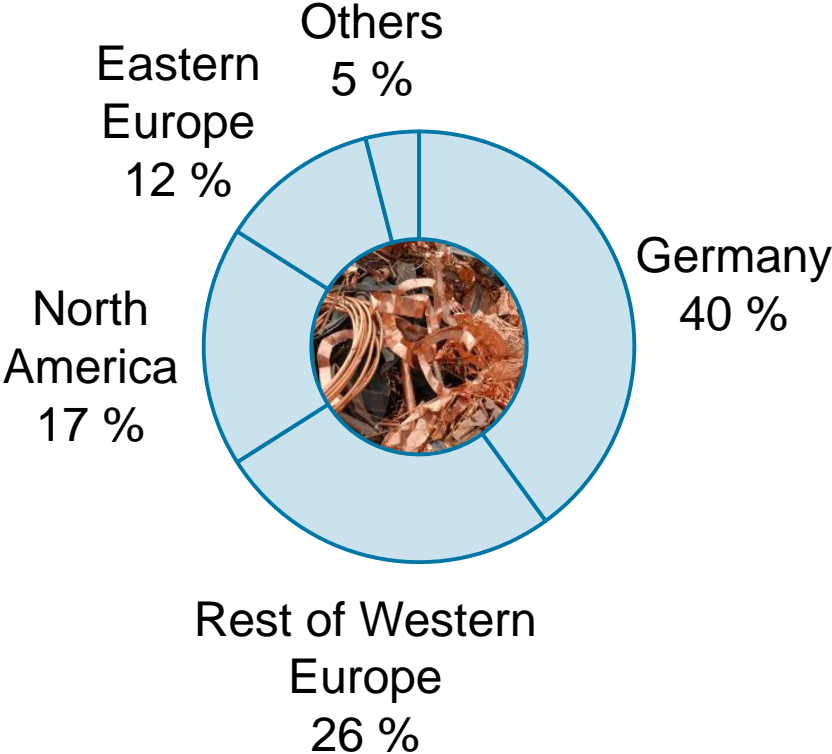 Others
5 %
Eastern
Europe
12 %
Germany
40 %
North
America
17 %
Rest of Western
Europe
26 %